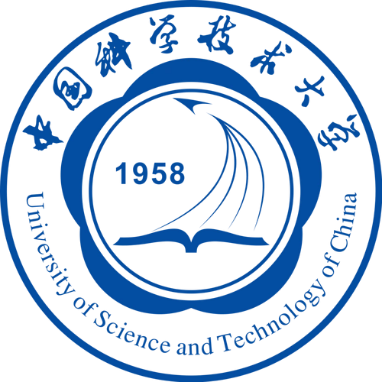 中国科学技术大学
1958
University of Science and Technology of China